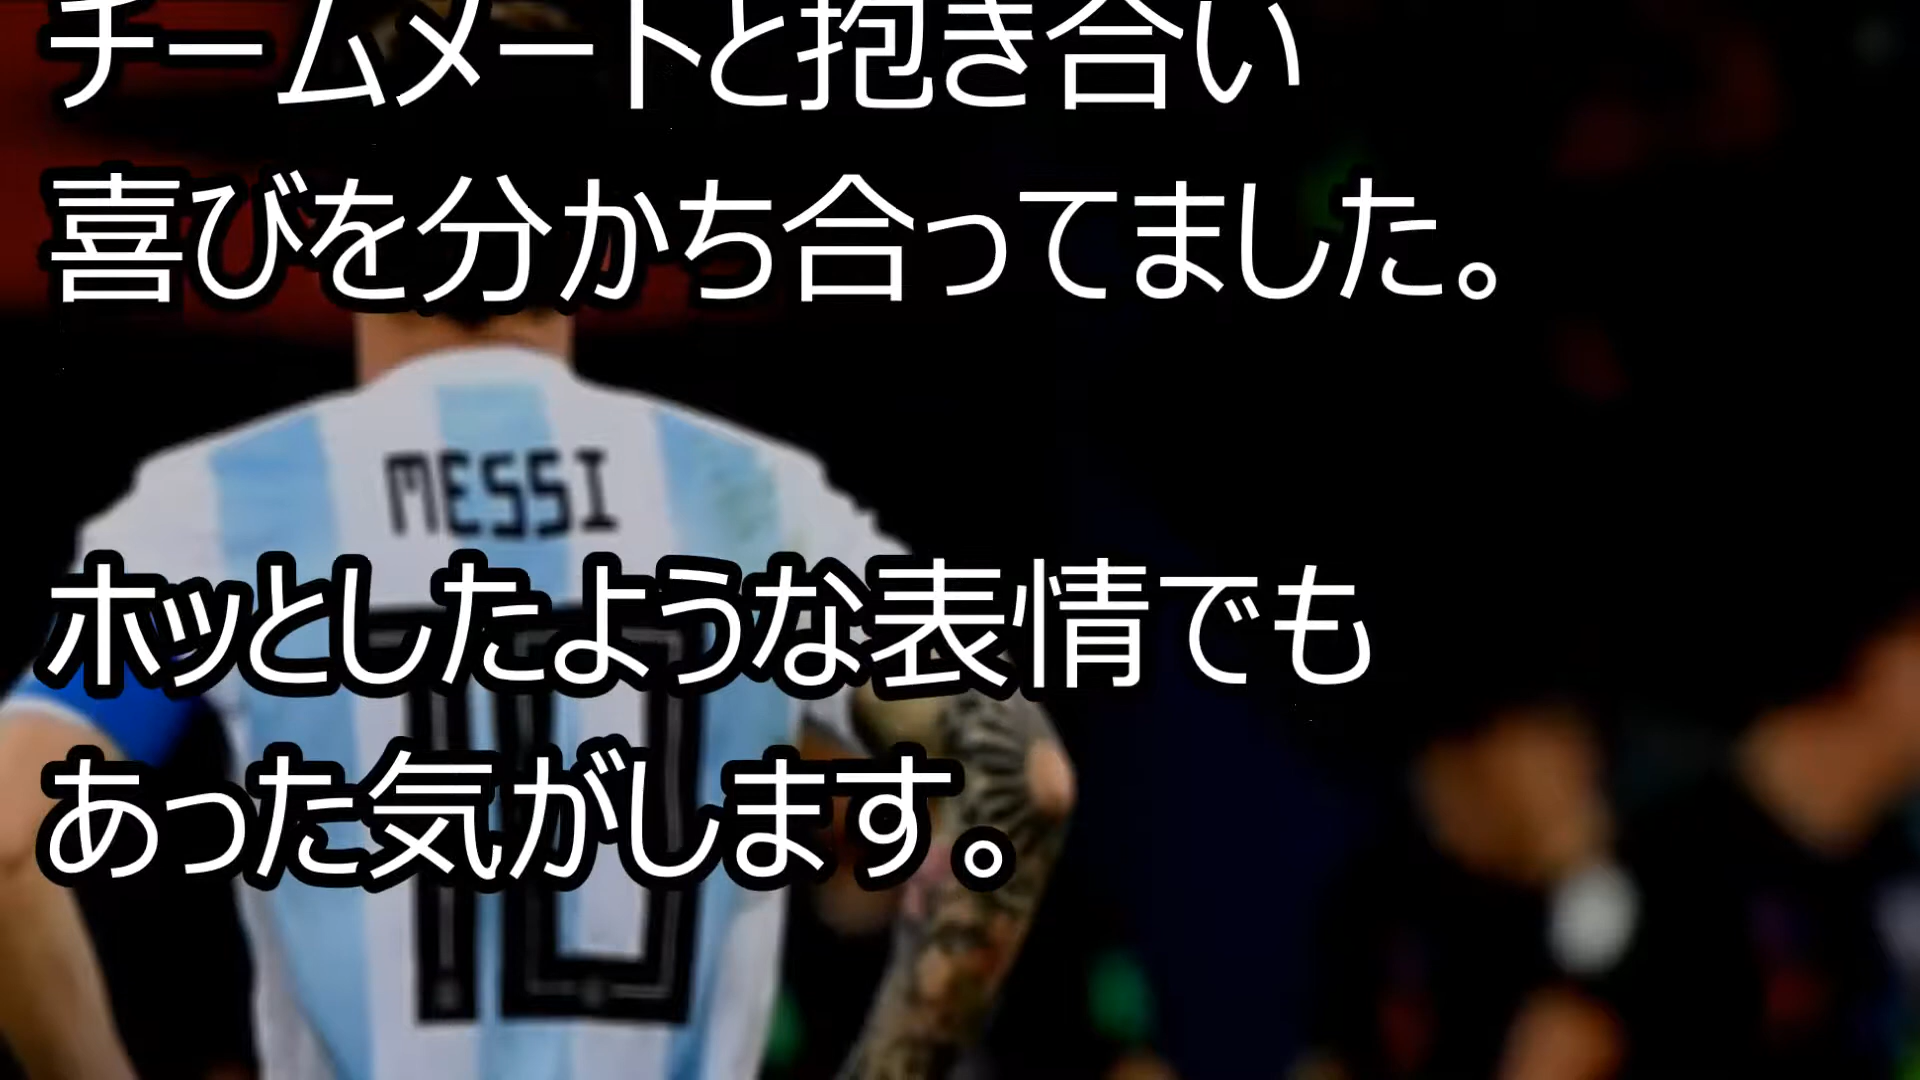 チームメートと抱き合い
喜びを分かち合ってました。
MESSI
ホッとしたような表情でも
あった気がします。
10